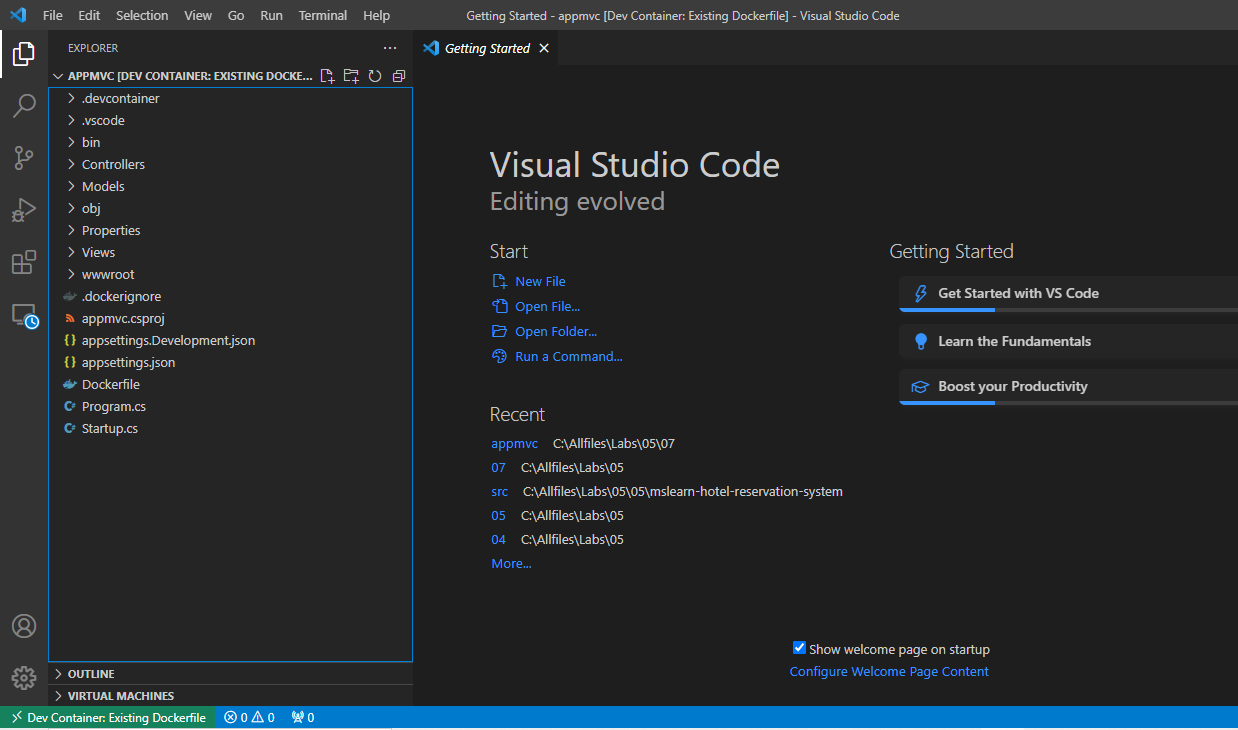 File Edit Selection View Go Run Terminal Help
Getting Started - appmvc [Dev Container: Existing Dockerfile] - Visual Studio Code
EXPLORER
APPMVC [DEV CONTAINER: EXISTING DOCKE...
.devcontainer
.vscode
bin
Controllers
Models
obj
Properties
Views
wwwroot
.dockerignore
appmvc.csproj
appsettings.Development.json
appsettings.json
Dockerfile
Program.cs
Startup.cs
OUTLINE
VIRTUAL MACHINES
Getting Started
Visual Studio Code
Editing evolved
Start
New File
Open File...
Open Folder...
Run a Command...
Recent
appmvc C:\Allfiles\Labs\05\07
07 C:\Allfiles\Labs\05
src C:\Allfiles\Labs\05\05\mslearn-hotel-reservation-system
05 C:\Allfiles\Labs\05
04 C:\Allfiles\Labs\05
More...
Getting Started
Get Started with VS Code
Learn the Fundamentals
Boost your Productivity
Show welcome page on startup
Configure Welcome Page Content
Dev Container: Existing Dockerfile 0 0 0